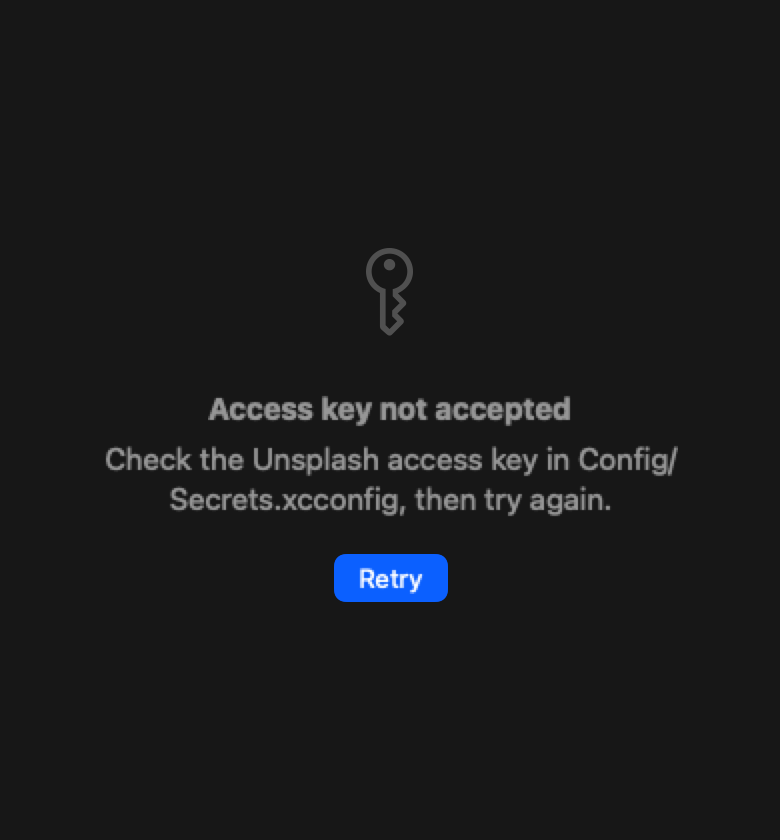 Access key not accepted
Check the Unsplash access key in Config/
Secrets.xcconfig, then try again.
Retry